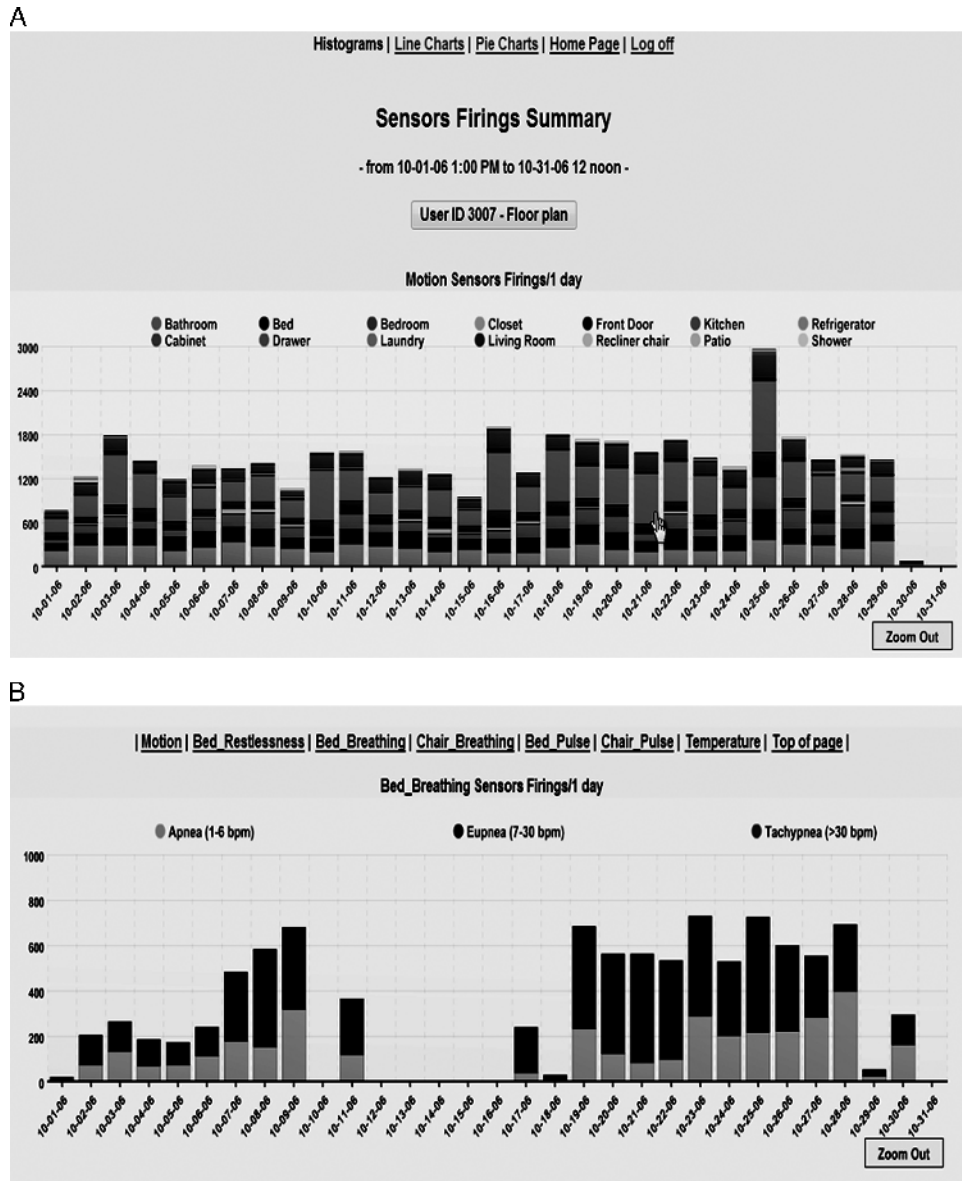 A
Histograms | Line Charts | Pie Charts | Home Page | Log off
Sensors Firings Summary
- from 10-01-06 1:00 PM to 10-31-06 12 noon -
User ID 3007 - Floor plan
Motion Sensors Firings/1 day
Bathroom Bed Bedroom Closet Front Door Kitchen Refrigerator
Cabinet Drawer Laundry Living Room Recliner chair Patio Shower
3000
2400
1800
1200
600
0
10-01-06 10-02-06 10-03-06 10-04-06 10-05-06 10-06-06 10-07-06 10-08-06 10-09-06 10-10-06 10-11-06 10-12-06 10-13-06 10-14-06 10-15-06 10-16-06 10-17-06 10-18-06 10-19-06 10-20-06 10-21-06 10-22-06 10-23-06 10-24-06 10-25-06 10-26-06 10-27-06 10-28-06 10-29-06 10-30-06 10-31-06
Zoom Out
B
| Motion | Bed_Restlessness | Bed_Breathing | Chair_Breathing | Bed_Pulse | Chair_Pulse | Temperature | Top of page |
Bed_Breathing Sensors Firings/1 day
Apnea (1-6 bpm) Eupnea (7-30 bpm) Tachypnea (>30 bpm)
1000
800
600
400
200
0
10-01-06 10-02-06 10-03-06 10-04-06 10-05-06 10-06-06 10-07-06 10-08-06 10-09-06 10-10-06 10-11-06 10-12-06 10-13-06 10-14-06 10-15-06 10-16-06 10-17-06 10-18-06 10-19-06 10-20-06 10-21-06 10-22-06 10-23-06 10-24-06 10-25-06 10-26-06 10-27-06 10-28-06 10-29-06 10-30-06 10-31-06
Zoom Out